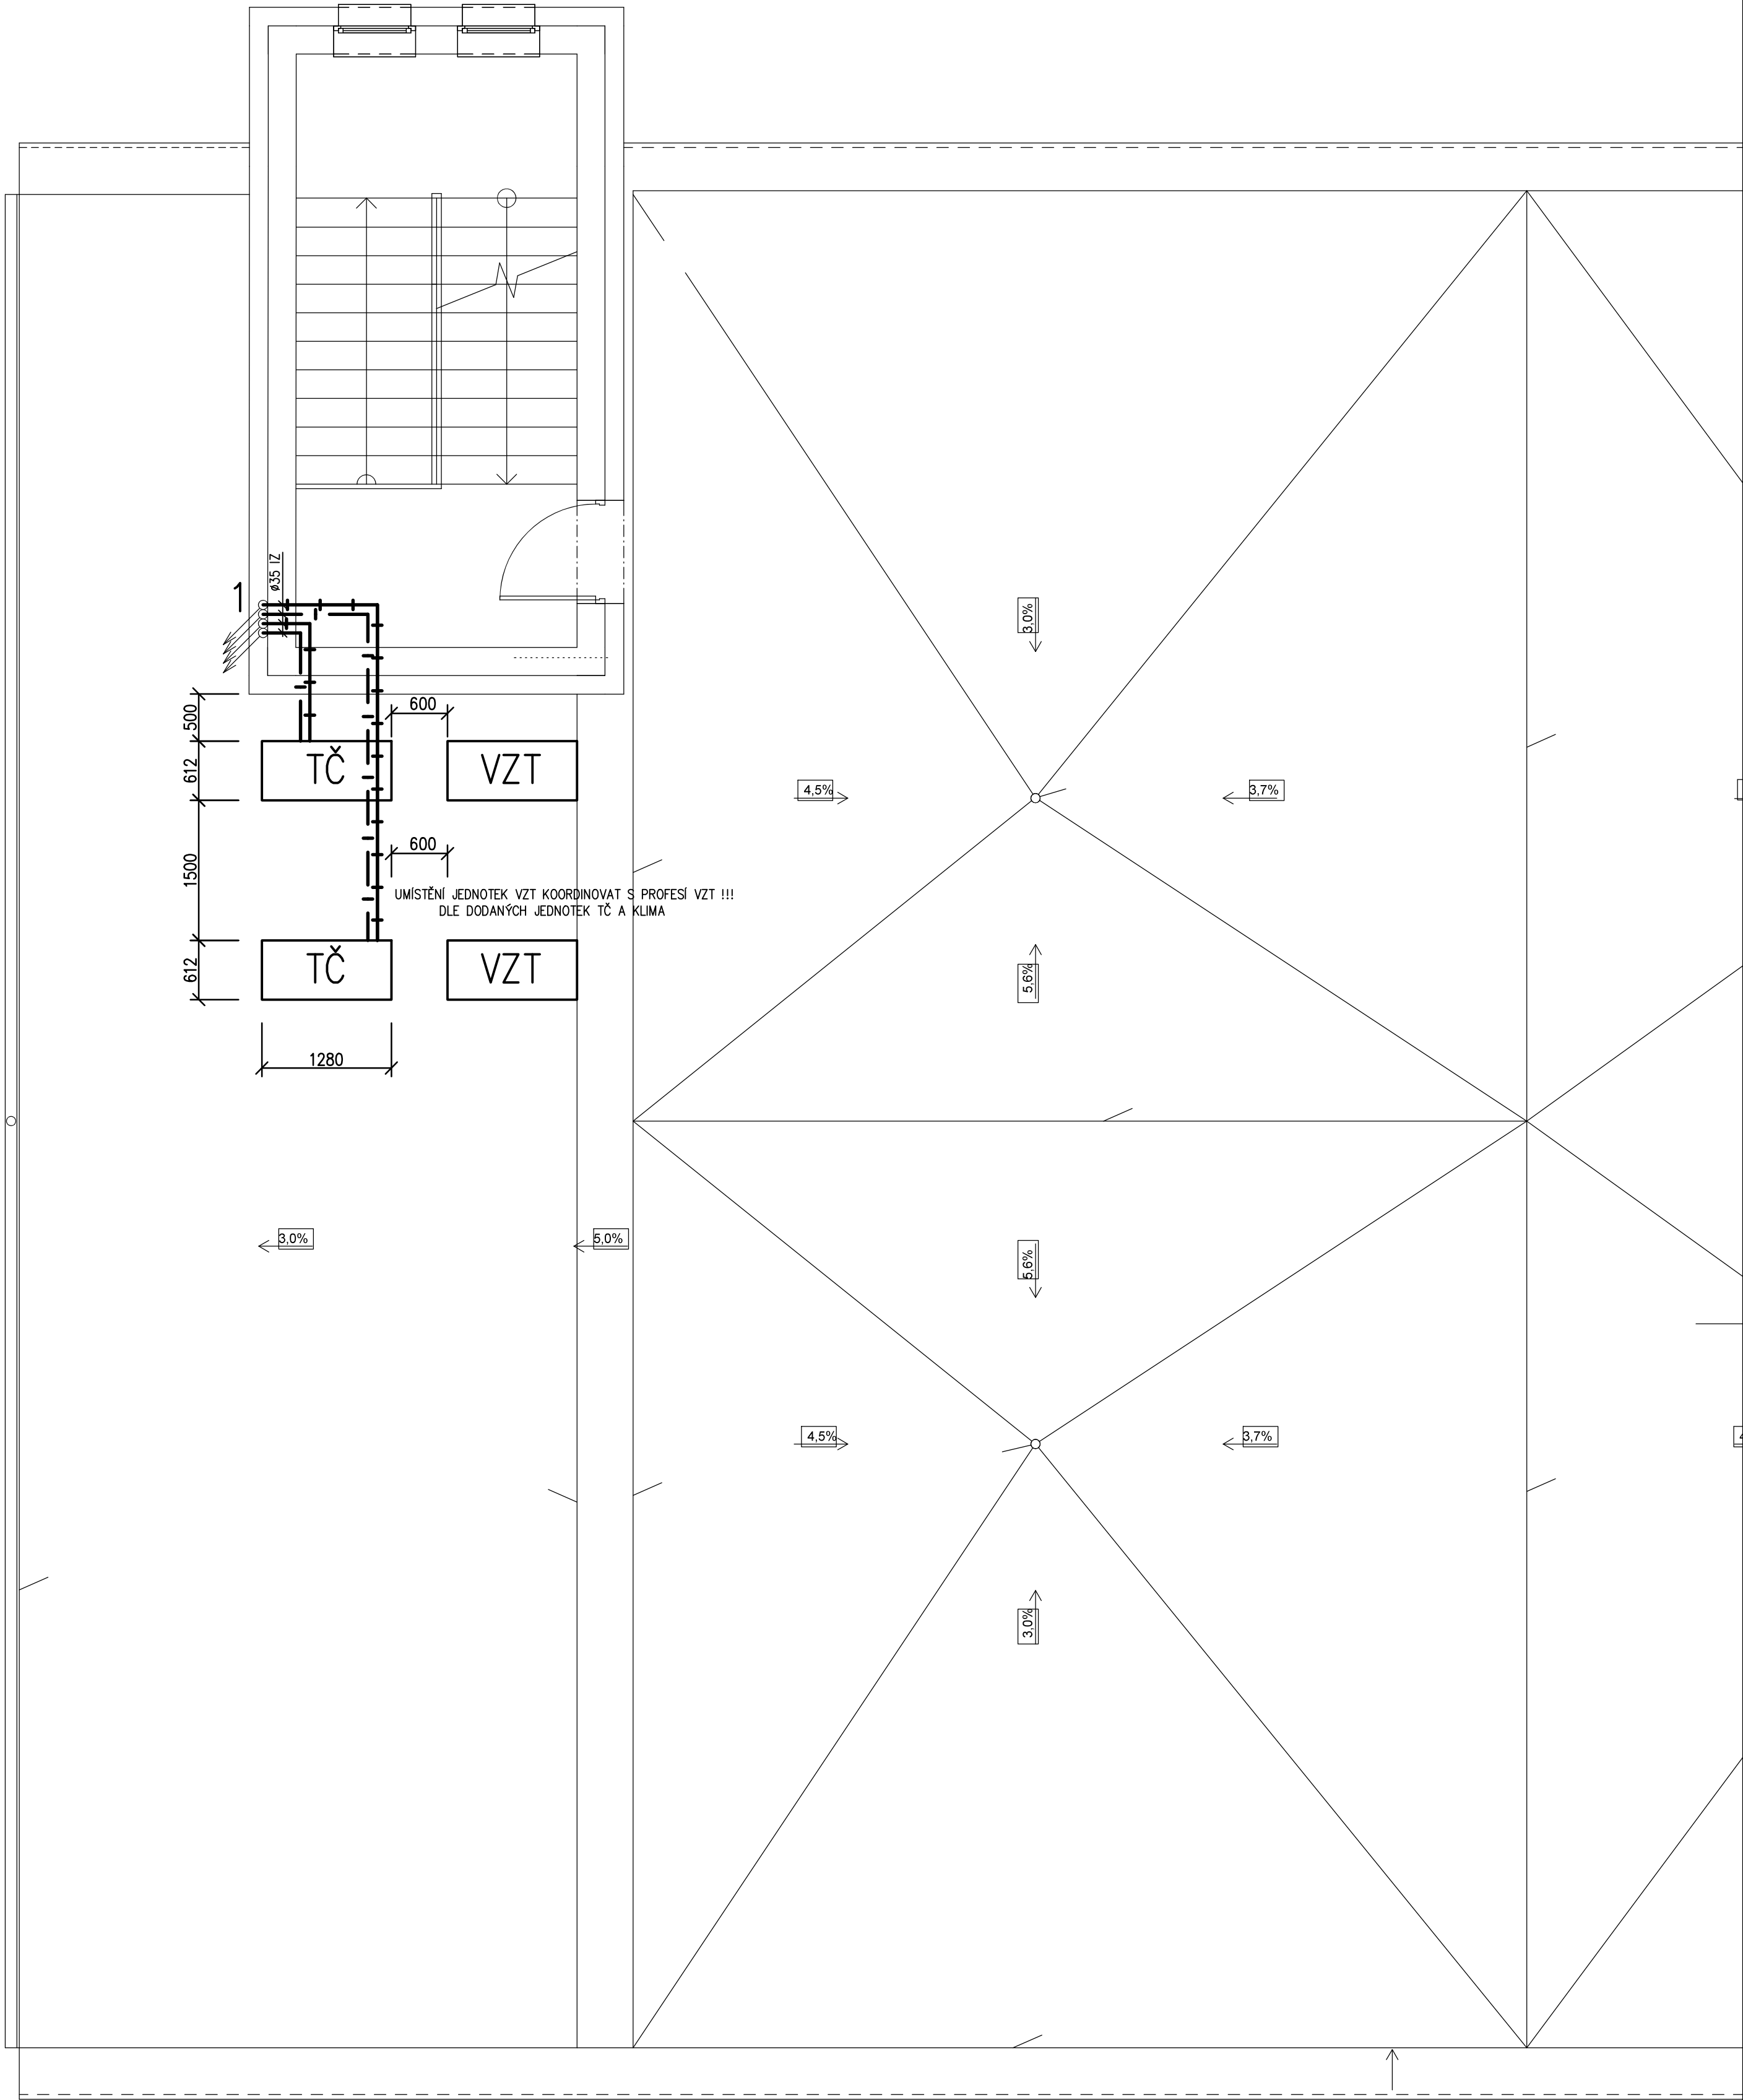 ø35 IZ
1
3,0%
500
600
612
TČ
VZT
4,5%
3,7%
600
1500
UMÍSTĚNÍ JEDNOTEK VZT KOORDINOVAT S PROFESÍ VZT !!!
DLE DODANÝCH JEDNOTEK TČ A KLIMA
612
TČ
VZT
5,6%
1280
3,0%
5,0%
5,6%
4,5%
3,7%
3,0%